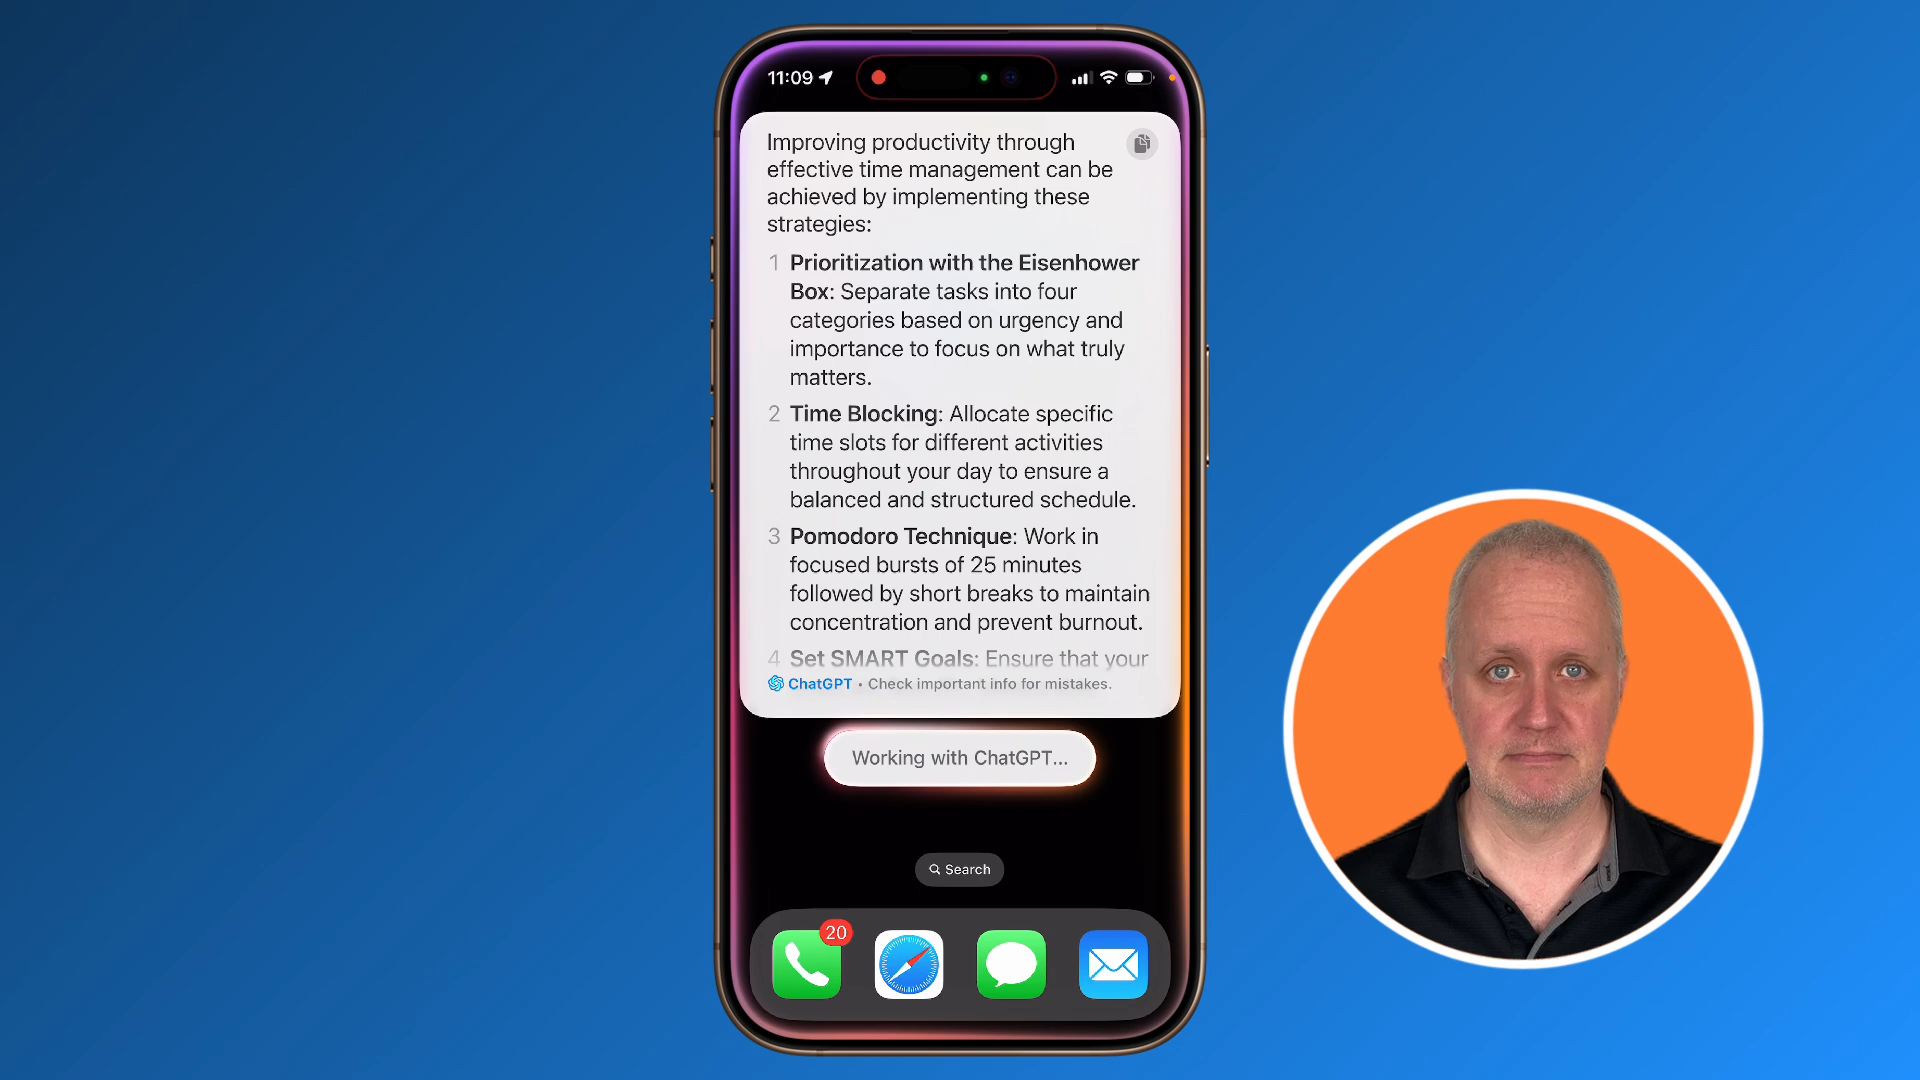 11:09
Improving productivity through
effective time management can be
achieved by implementing these
strategies:
1 Prioritization with the Eisenhower
Box: Separate tasks into four
categories based on urgency and
importance to focus on what truly
matters.
2 Time Blocking: Allocate specific
time slots for different activities
throughout your day to ensure a
balanced and structured schedule.
3 Pomodoro Technique: Work in
focused bursts of 25 minutes
followed by short breaks to maintain
concentration and prevent burnout.
4 Set SMART Goals: Ensure that your
ChatGPT • Check important info for mistakes.
Working with ChatGPT...
Search
20